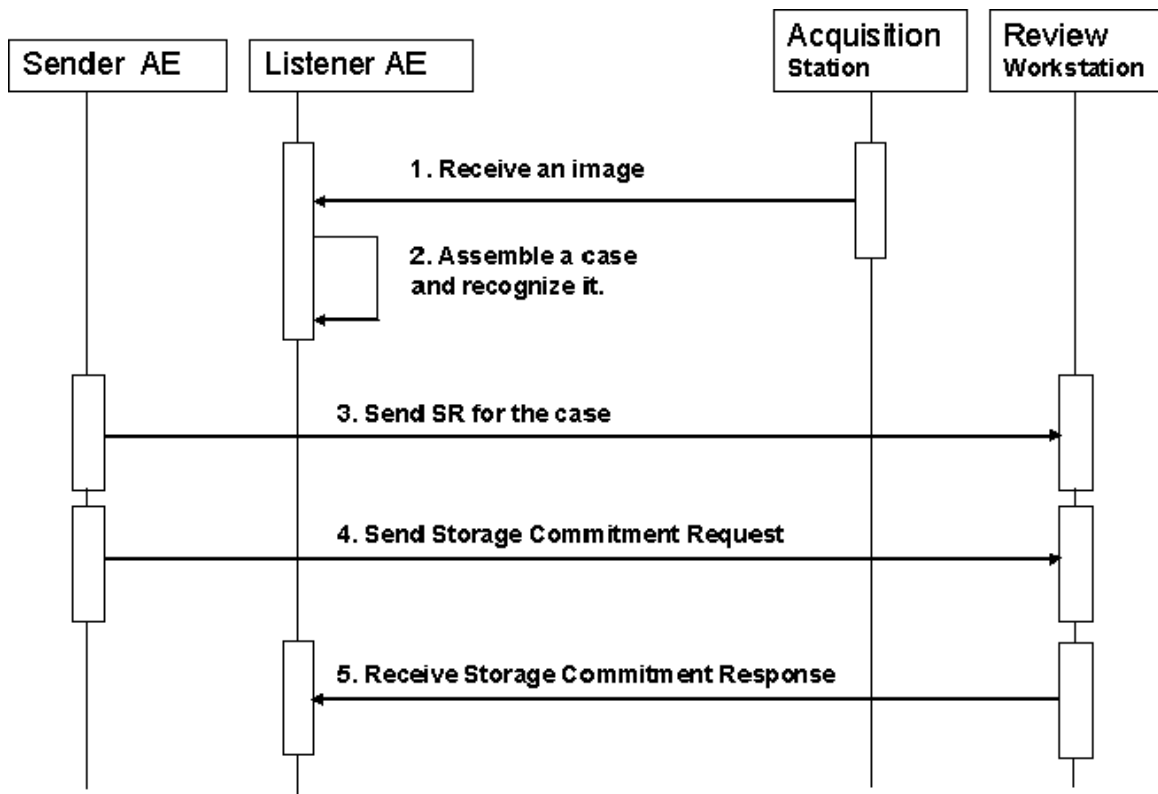 Sender AE
Listener AE
Acquisition
Station
Review
Workstation
1. Receive an image
2. Assemble a case
and recognize it.
3. Send SR for the case
4. Send Storage Commitment Request
5. Receive Storage Commitment Response